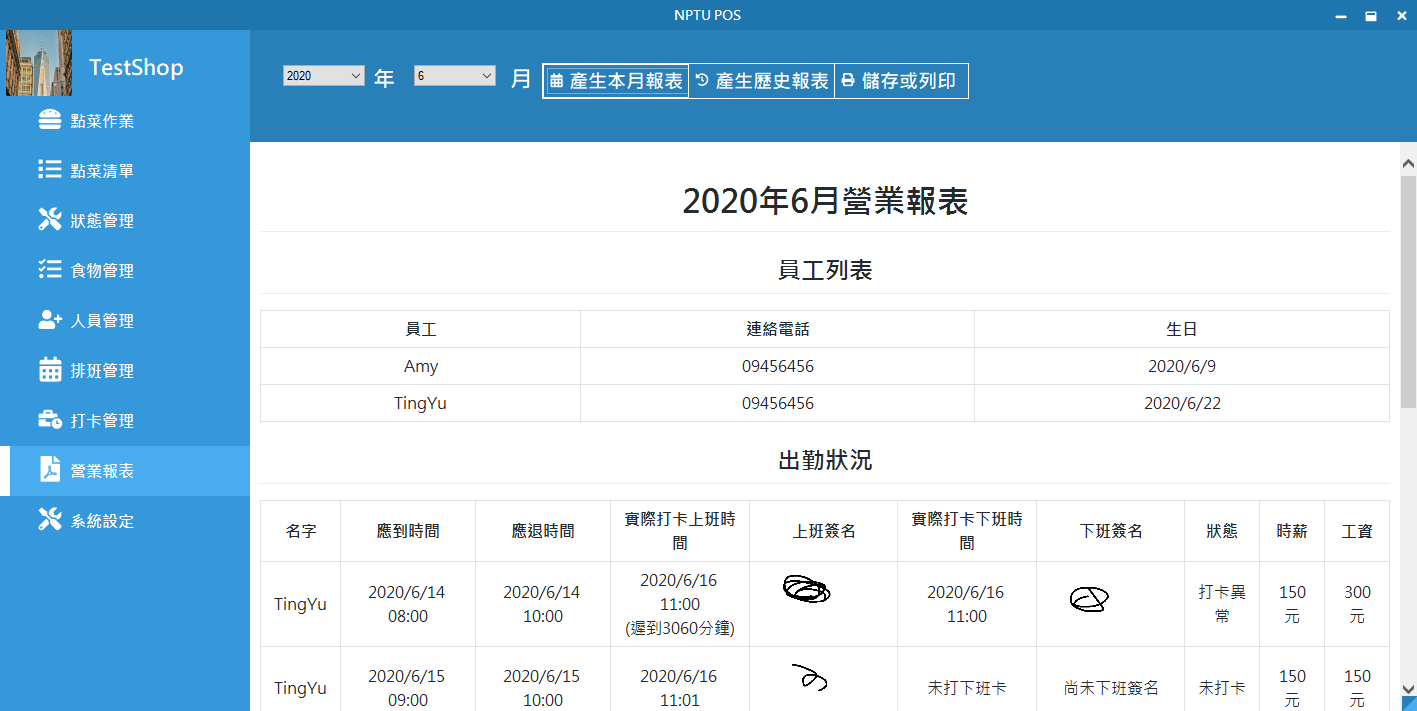 NPTU POS
TestShop
點菜作業
點菜清單
狀態管理
食物管理
人員管理
排班管理
打卡管理
營業報表
系統設定
2020 年 6 月 產生本月報表 產生歷史報表 儲存或列印
2020年6月營業報表
員工列表
員工 連絡電話 生日
Amy 09456456 2020/6/9
TingYu 09456456 2020/6/22
出勤狀況
名字 應到時間 應退時間 實際打卡上班時間 上班簽名 實際打卡下班時間 下班簽名 狀態 時薪 工資
TingYu 2020/6/14 08:00 2020/6/14 10:00 2020/6/16 11:00 (遲到3060分鐘) 2020/6/16 11:00 打卡異常 150元 300元
TingYu 2020/6/15 09:00 2020/6/15 10:00 2020/6/16 11:01 未打下班卡 尚未下班簽名 未打卡 150元 150元